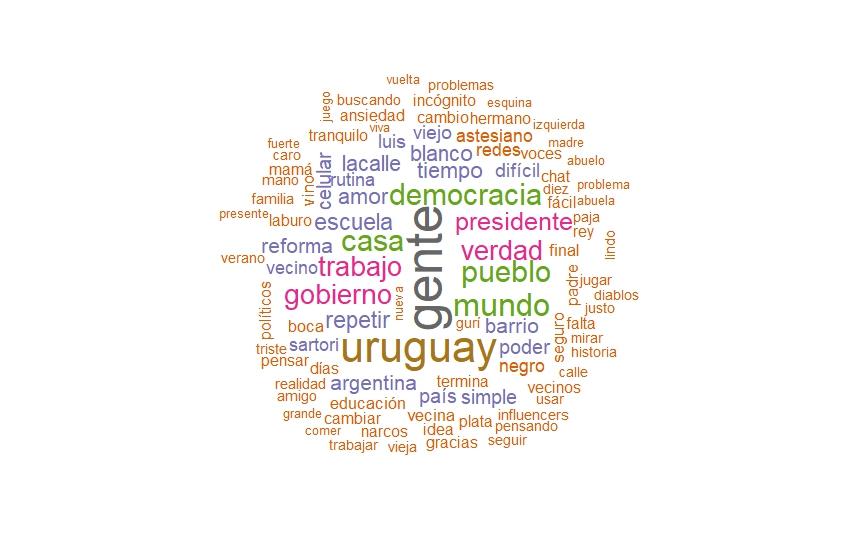 vuelta
problemas
juego
buscando
incógnito
esquina
ansiedad
cambio
hermano
izquierda
viva
tranquilo
luis
viejo
astesiano
madre
fuerte
caro
lacalle
blanco
redes
voces
abuelo
mamá
celular
rutina
tiempo
difícil
chat
mano
vino
amor
democracia
diez
problema
familia
fácil
abuela
presente
laburo
escuela
gente
presidente
paja
rey
reforma
casa
verdad
final
lindo
verano
vecino
trabajo
pueblo
padre
jugar
políticos
gobierno
nueva
mundo
diablos
justo
boca
repetir
gurí
barrio
seguro
falta
triste
sartori
uruguay
poder
mirar
historia
pensar
días
negro
calle
realidad
argentina
termina
vecinos
amigo
educación
país
simple
usar
grande
cambiar
vecina
plata
influencers
comer
narcos
idea
pensando
trabajar
vieja
gracias
seguir